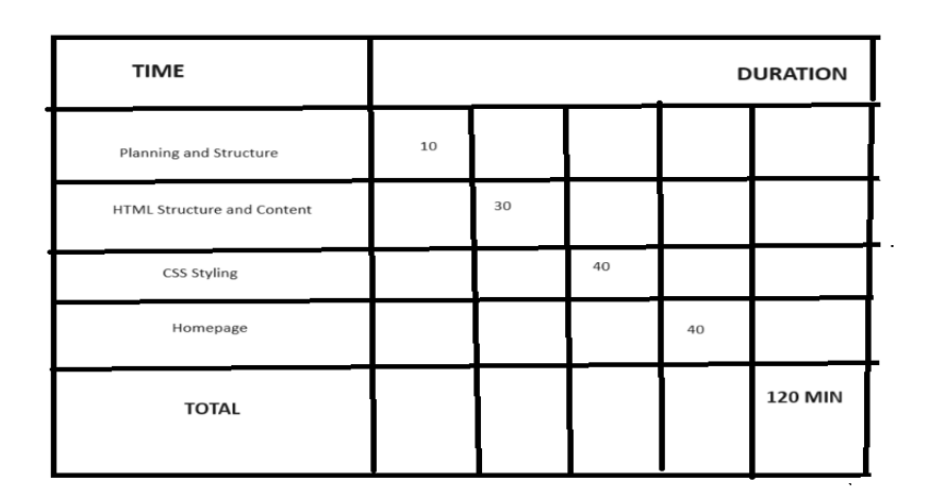 TIME DURATION
Planning and Structure 10
HTML Structure and Content 30
CSS Styling 40
Homepage 40
TOTAL 120 MIN